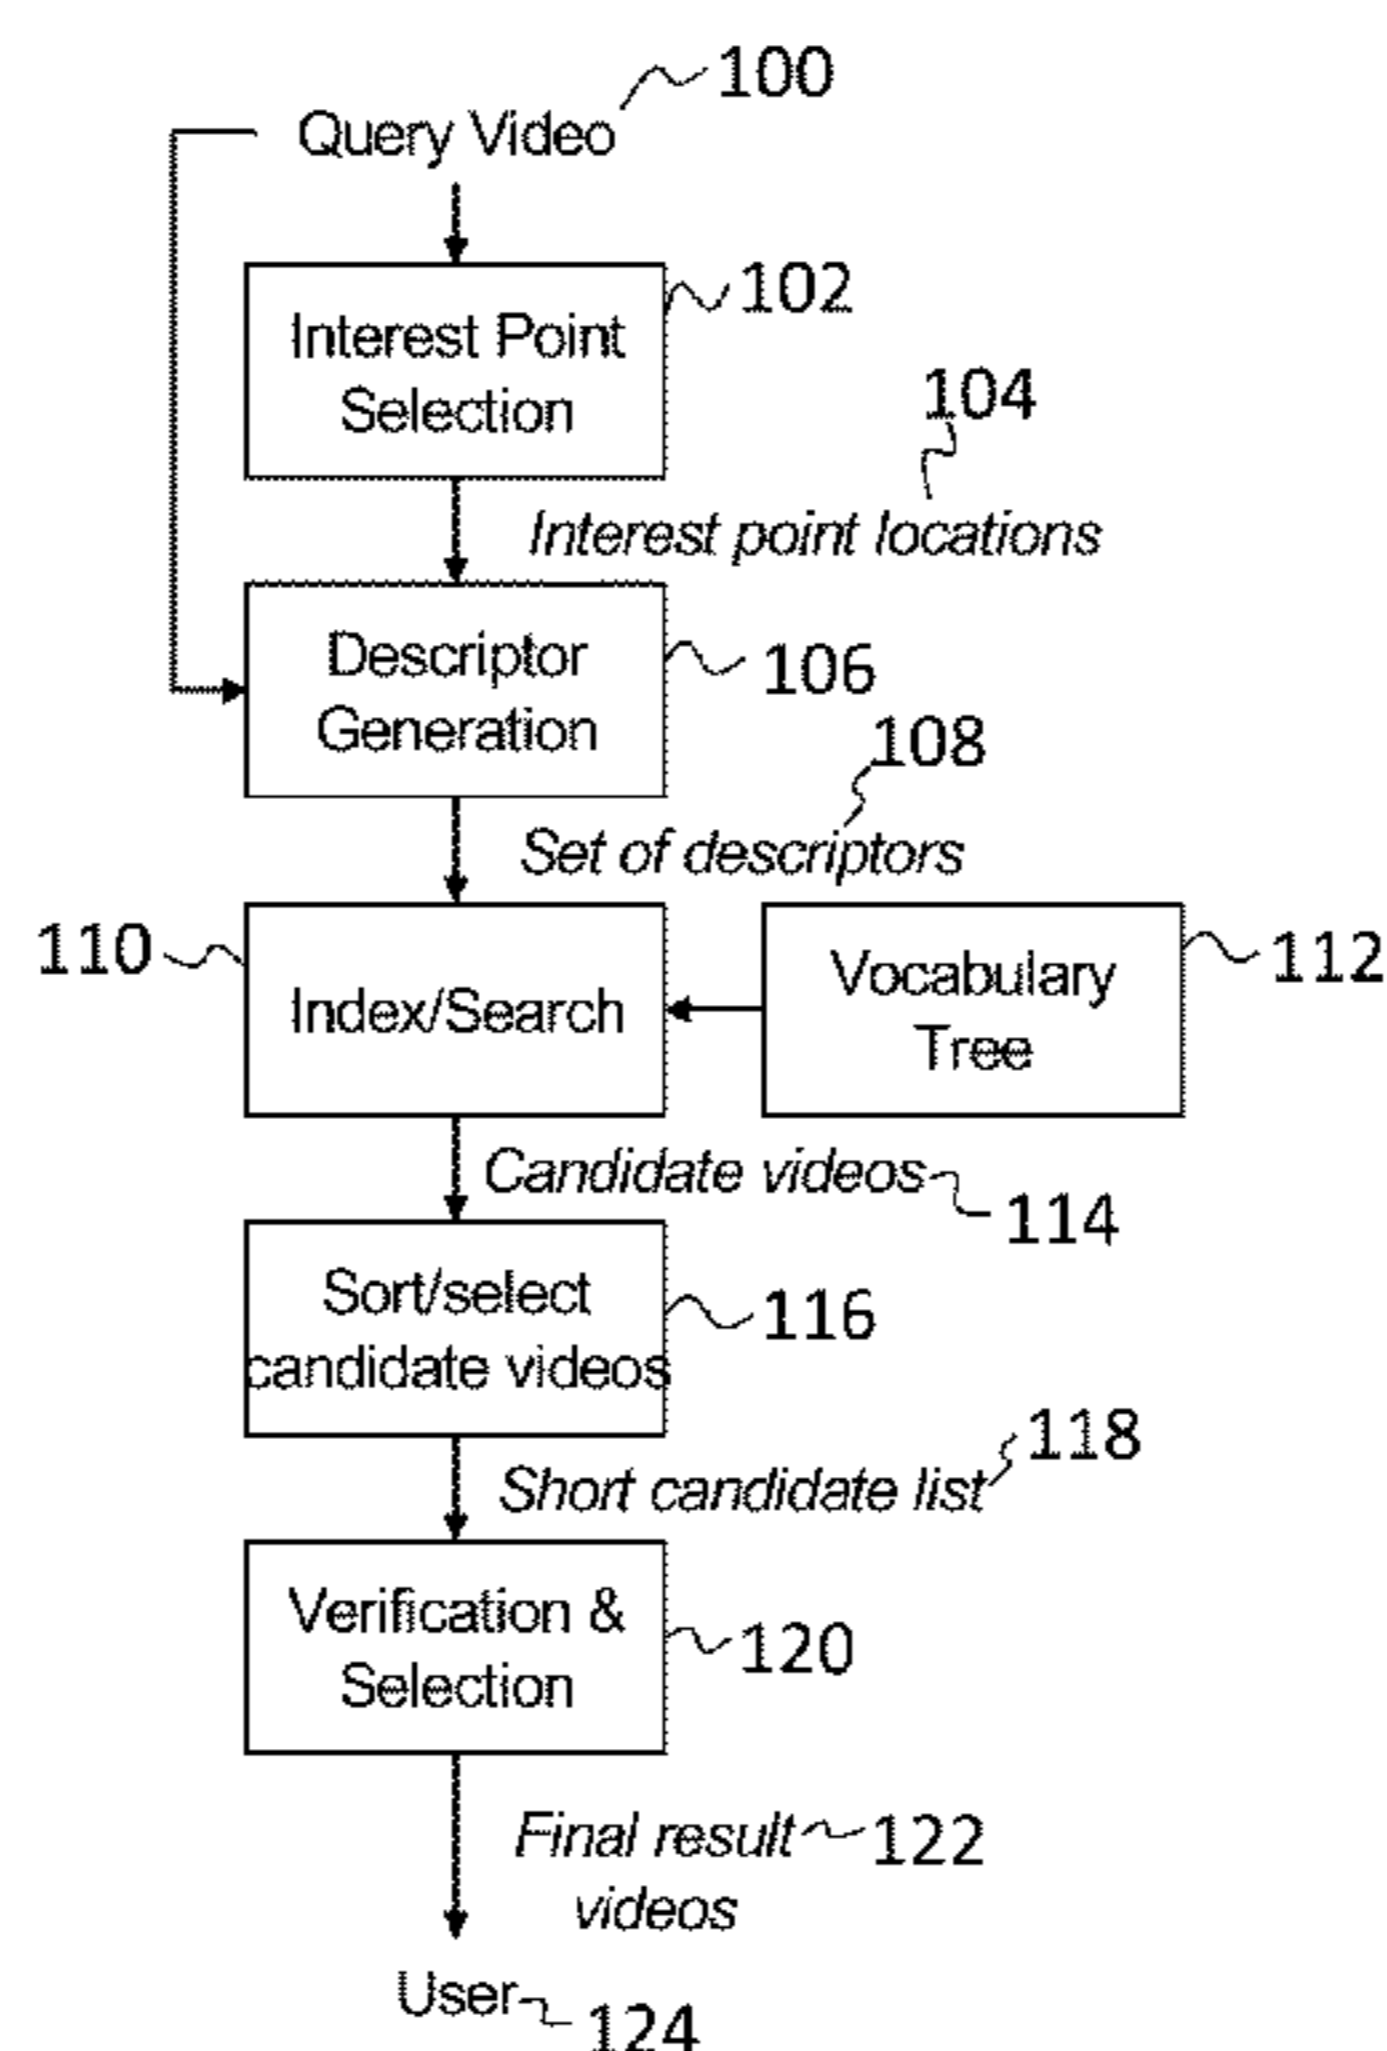 100
Query Video
102
Interest Point
Selection
104
Interest point locations
Descriptor
Generation
106
108
Set of descriptors
110
Index/Search
Vocabulary
Tree
112
Candidate videos
114
Sort/select
candidate videos
116
118
Short candidate list
Verification &
Selection
120
Final result
videos
122
User
124